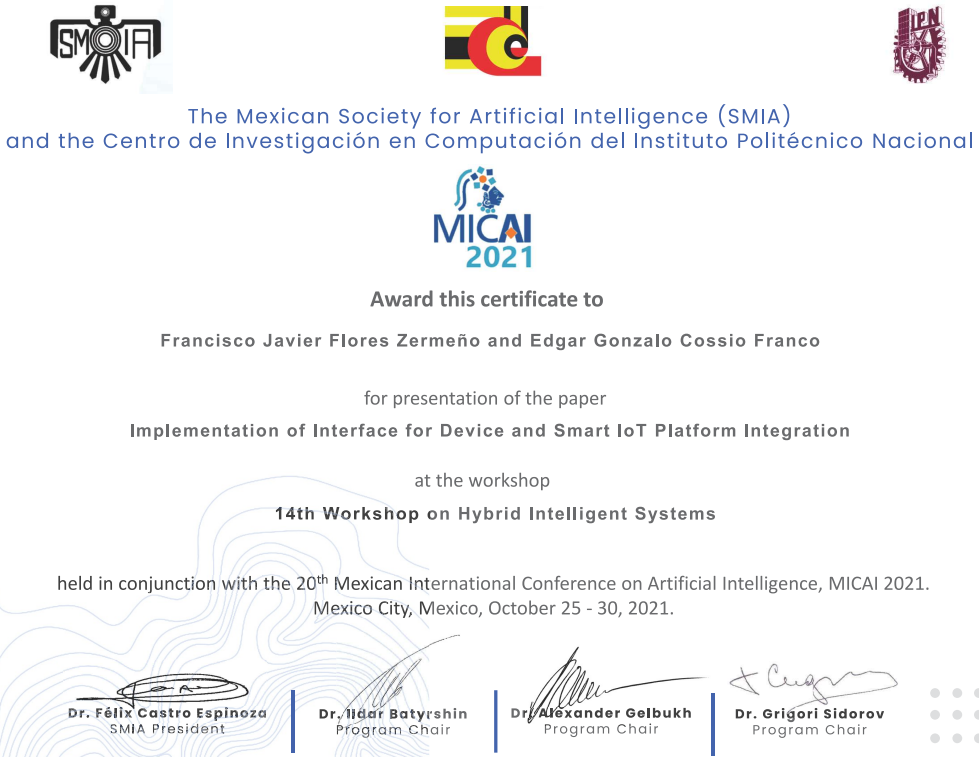 SMIA
IPN
The Mexican Society for Artificial Intelligence (SMIA)
and the Centro de Investigación en Computación del Instituto Politécnico Nacional
MICAI
2021
Award this certificate to
Francisco Javier Flores Zermeño and Edgar Gonzalo Cossio Franco
for presentation of the paper
Implementation of Interface for Device and Smart IoT Platform Integration
at the workshop
14th Workshop on Hybrid Intelligent Systems
held in conjunction with the 20th Mexican International Conference on Artificial Intelligence, MICAI 2021.
Mexico City, Mexico, October 25 - 30, 2021.
Dr. Félix Castro Espinoza
SMIA President
Dr. Ildar Batyrshin
Program Chair
Dr. Alexander Gelbukh
Program Chair
Dr. Grigori Sidorov
Program Chair